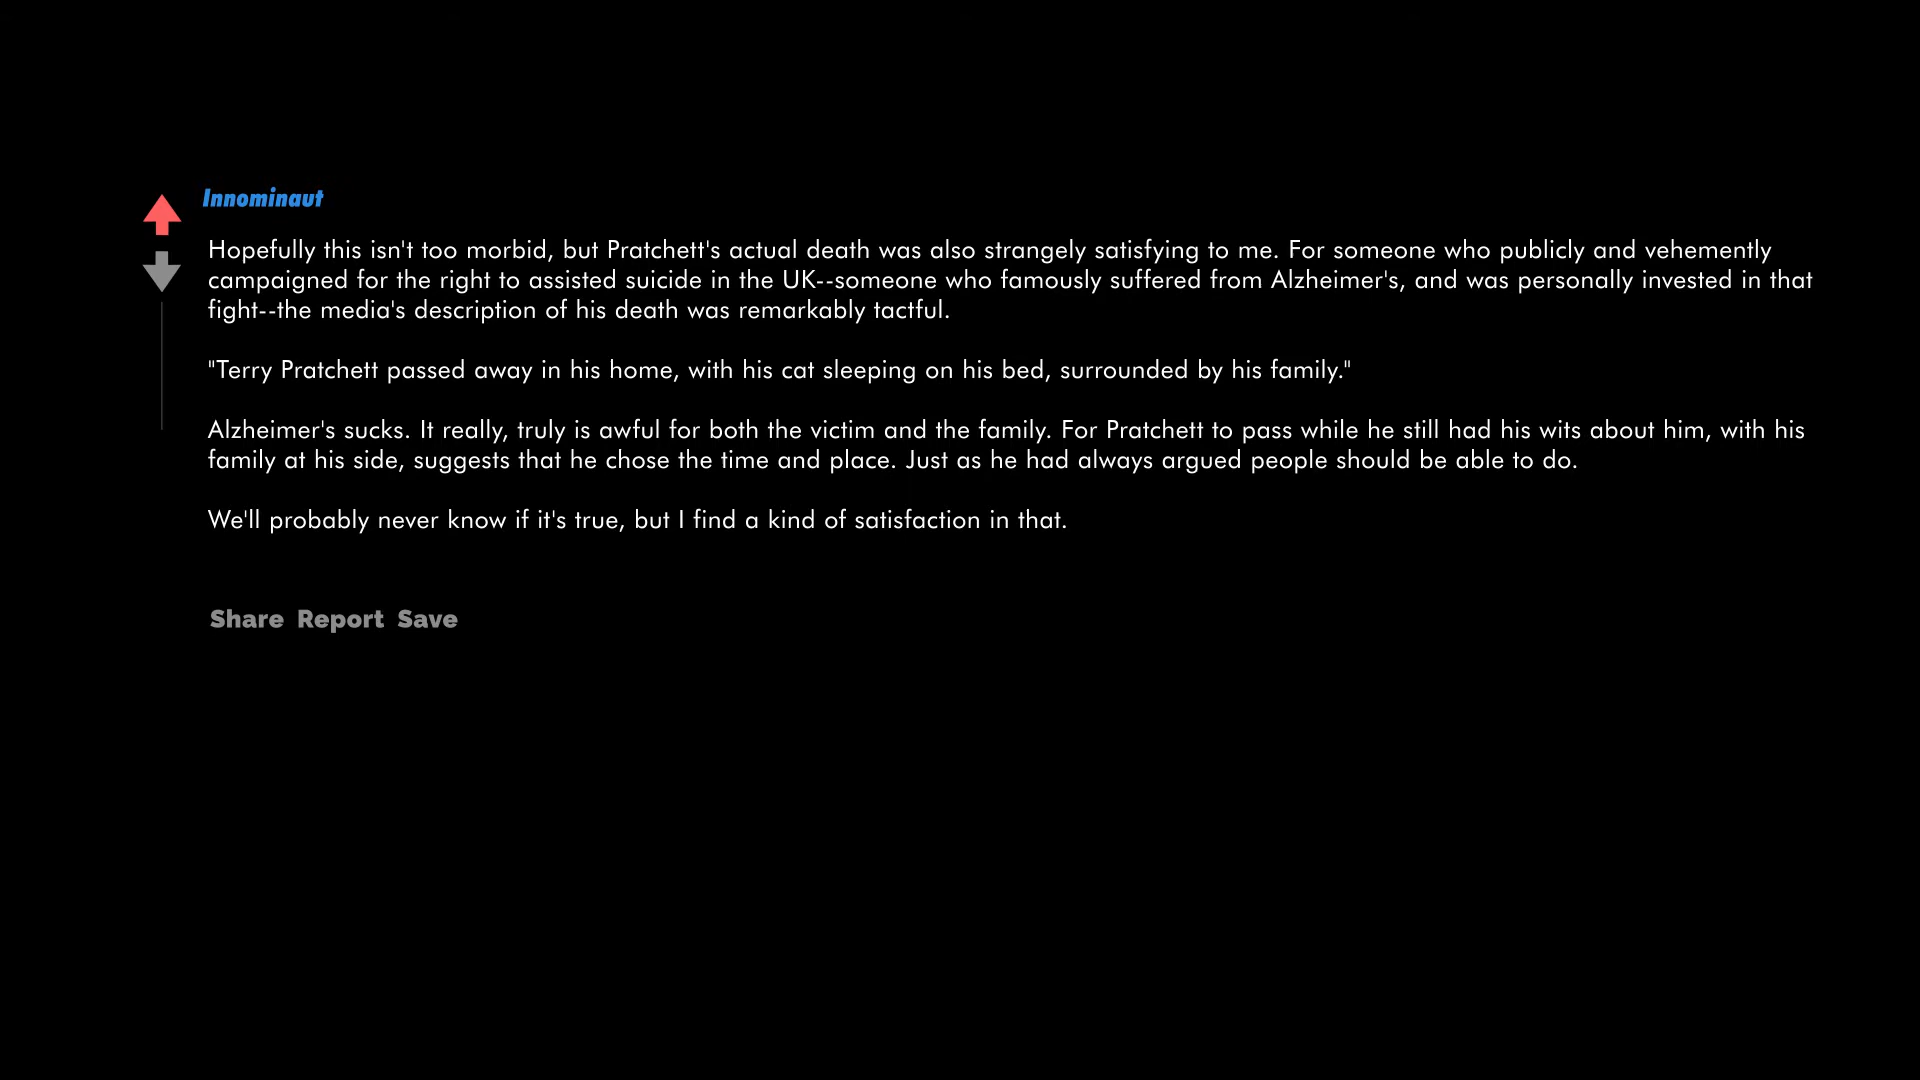 Innominaut
Hopefully this isn't too morbid, but Pratchett's actual death was also strangely satisfying to me. For someone who publicly and vehemently
campaigned for the right to assisted suicide in the UK--someone who famously suffered from Alzheimer's, and was personally invested in that
fight--the media's description of his death was remarkably tactful.
"Terry Pratchett passed away in his home, with his cat sleeping on his bed, surrounded by his family."
Alzheimer's sucks. It really, truly is awful for both the victim and the family. For Pratchett to pass while he still had his wits about him, with his
family at his side, suggests that he chose the time and place. Just as he had always argued people should be able to do.
We'll probably never know if it's true, but I find a kind of satisfaction in that.
Share Report Save